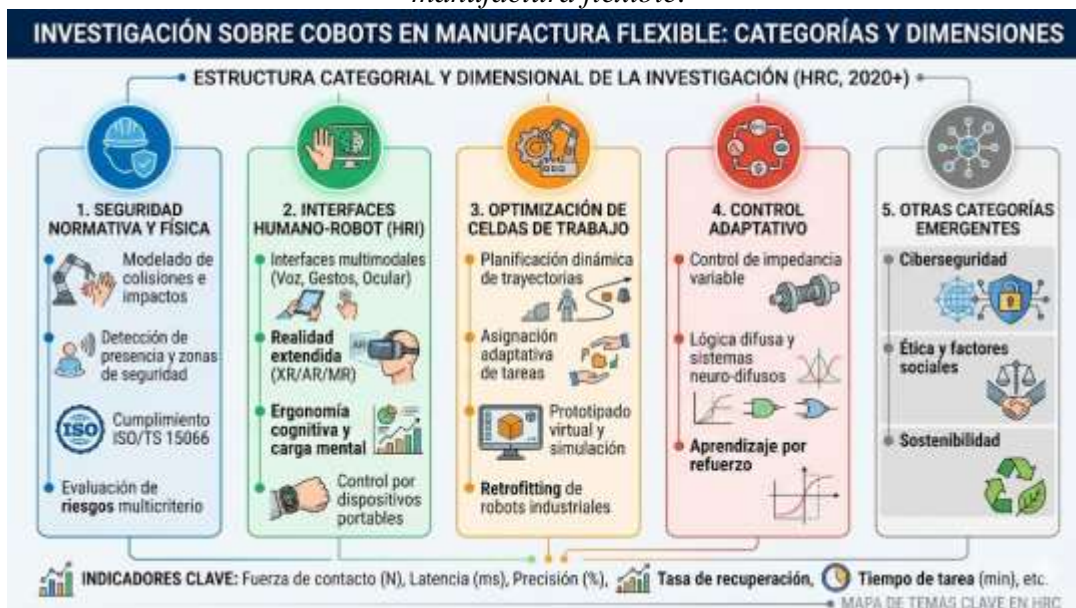 manufactura flexible.
INVESTIGACIÓN SOBRE COBOTS EN MANUFACTURA FLEXIBLE: CATEGORÍAS Y DIMENSIONES
ESTRUCTURA CATEGORIAL Y DIMENSIONAL DE LA INVESTIGACIÓN (HRC, 2020+)
1. SEGURIDAD
NORMATIVA Y FÍSICA
Modelado de
colisiones e
impactos
Detección de
presencia y zonas
de seguridad
ISO
Cumplimiento
ISO/TS 15066
Evaluación de
riesgos multicriterio
2. INTERFACES
HUMANO-ROBOT (HRI)
Interfaces multimodales
(Voz, Gestos, Ocular)
Realidad
extendida
(XR/AR/MR)
Ergonomía
cognitiva y
carga mental
Control por
dispositivos
portables
3. OPTIMIZACIÓN DE
CELDAS DE TRABAJO
Planificación dinámica
de trayectorias
Asignación
adaptativa
de tareas
Prototipado
virtual y
simulación
Retrofitting de
robots industriales
4. CONTROL
ADAPTATIVO
Control de impedancia
variable
Lógica difusa y
sistemas
neuro-difusos
Aprendizaje por
refuerzo
5. OTRAS CATEGORÍAS
EMERGENTES
Ciberseguridad
Ética y factores
sociales
Sostenibilidad
INDICADORES CLAVE: Fuerza de contacto (N), Latencia (ms), Precisión (%), Tasa de recuperación, Tiempo de tarea (min), etc.
MAPA DE TEMAS CLAVE EN HRC